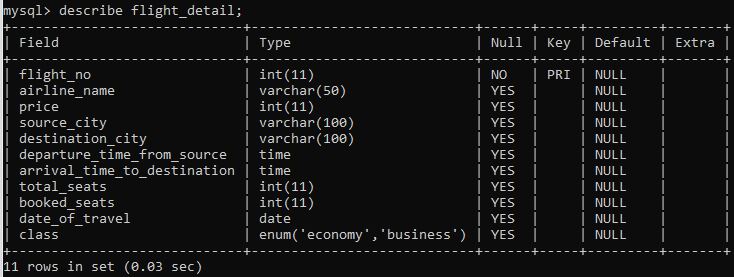 mysql> describe flight_detail;
+-----------------------------+----------------------------+------+-----+---------+-------+
| Field                       | Type                       | Null | Key | Default | Extra |
+-----------------------------+----------------------------+------+-----+---------+-------+
| flight_no                   | int(11)                    | NO   | PRI | NULL    |       |
| airline_name                | varchar(50)                | YES  |     | NULL    |       |
| price                       | int(11)                    | YES  |     | NULL    |       |
| source_city                 | varchar(100)               | YES  |     | NULL    |       |
| destination_city            | varchar(100)               | YES  |     | NULL    |       |
| departure_time_from_source  | time                       | YES  |     | NULL    |       |
| arrival_time_to_destination | time                       | YES  |     | NULL    |       |
| total_seats                 | int(11)                    | YES  |     | NULL    |       |
| booked_seats                | int(11)                    | YES  |     | NULL    |       |
| date_of_travel              | date                       | YES  |     | NULL    |       |
| class                       | enum('economy','business') | YES  |     | NULL    |       |
+-----------------------------+----------------------------+------+-----+---------+-------+
11 rows in set (0.03 sec)